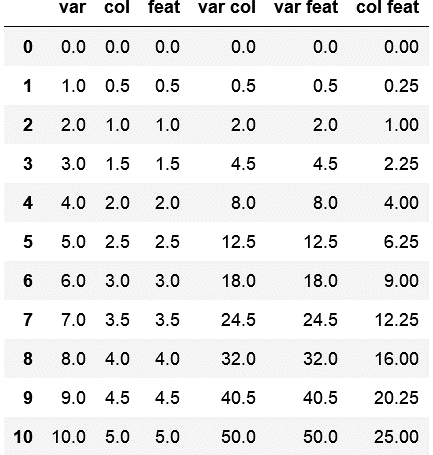 var col feat var col var feat col feat
0 0.0 0.0 0.0 0.0 0.0 0.00
1 1.0 0.5 0.5 0.5 0.5 0.25
2 2.0 1.0 1.0 2.0 2.0 1.00
3 3.0 1.5 1.5 4.5 4.5 2.25
4 4.0 2.0 2.0 8.0 8.0 4.00
5 5.0 2.5 2.5 12.5 12.5 6.25
6 6.0 3.0 3.0 18.0 18.0 9.00
7 7.0 3.5 3.5 24.5 24.5 12.25
8 8.0 4.0 4.0 32.0 32.0 16.00
9 9.0 4.5 4.5 40.5 40.5 20.25
10 10.0 5.0 5.0 50.0 50.0 25.00